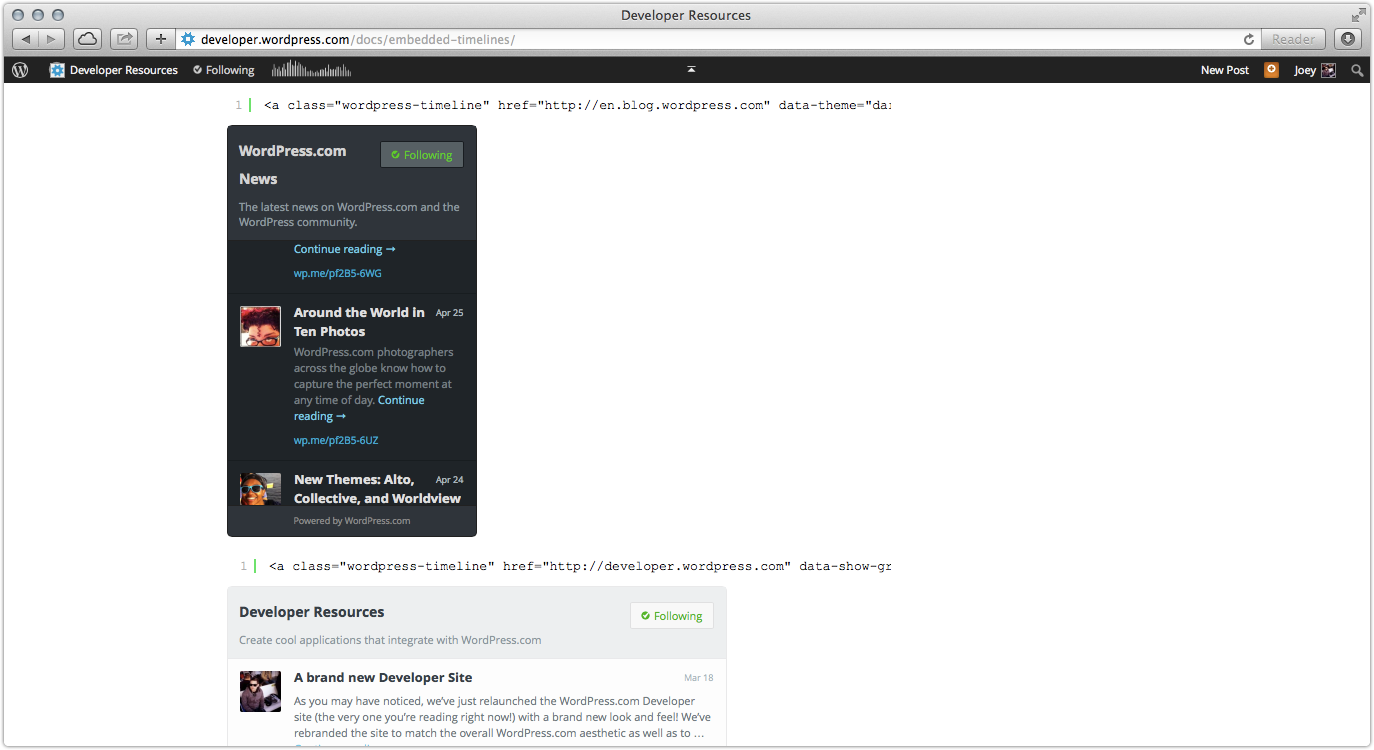 Developer Resources
developer.wordpress.com/docs/embedded-timelines/
Reader
Developer Resources
Following
New Post
Joey
1
<a class="wordpress-timeline" href="http://en.blog.wordpress.com" data-theme="dar
WordPress.com
News
Following
The latest news on WordPress.com and the
WordPress community.
Continue reading →
wp.me/pf2B5-6WG
Around the World in
Ten Photos
Apr 25
WordPress.com photographers
across the globe know how to
capture the perfect moment at
any time of day. Continue
reading →
wp.me/pf2B5-6UZ
New Themes: Alto,
Collective, and Worldview
Apr 24
Powered by WordPress.com
1
<a class="wordpress-timeline" href="http://developer.wordpress.com" data-show-gr
Developer Resources
Following
Create cool applications that integrate with WordPress.com
A brand new Developer Site
Mar 18
As you may have noticed, we've just relaunched the WordPress.com Developer
site (the very one you're reading right now!) with a brand new look and feel! We've
rebranded the site to match the overall WordPress.com aesthetic as well as to …